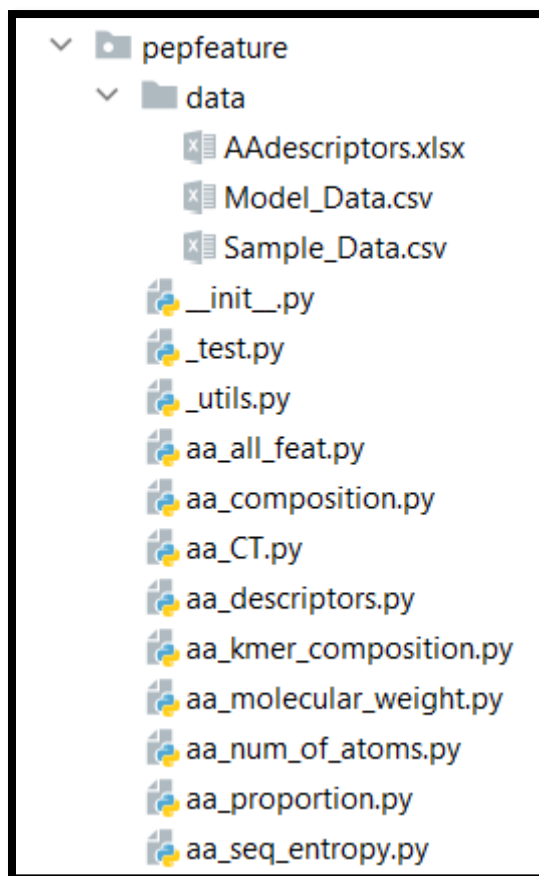 pepfeature
data
AAdescriptors.xlsx
Model_Data.csv
Sample_Data.csv
__init__.py
_test.py
_utils.py
aa_all_feat.py
aa_composition.py
aa_CT.py
aa_descriptors.py
aa_kmer_composition.py
aa_molecular_weight.py
aa_num_of_atoms.py
aa_proportion.py
aa_seq_entropy.py